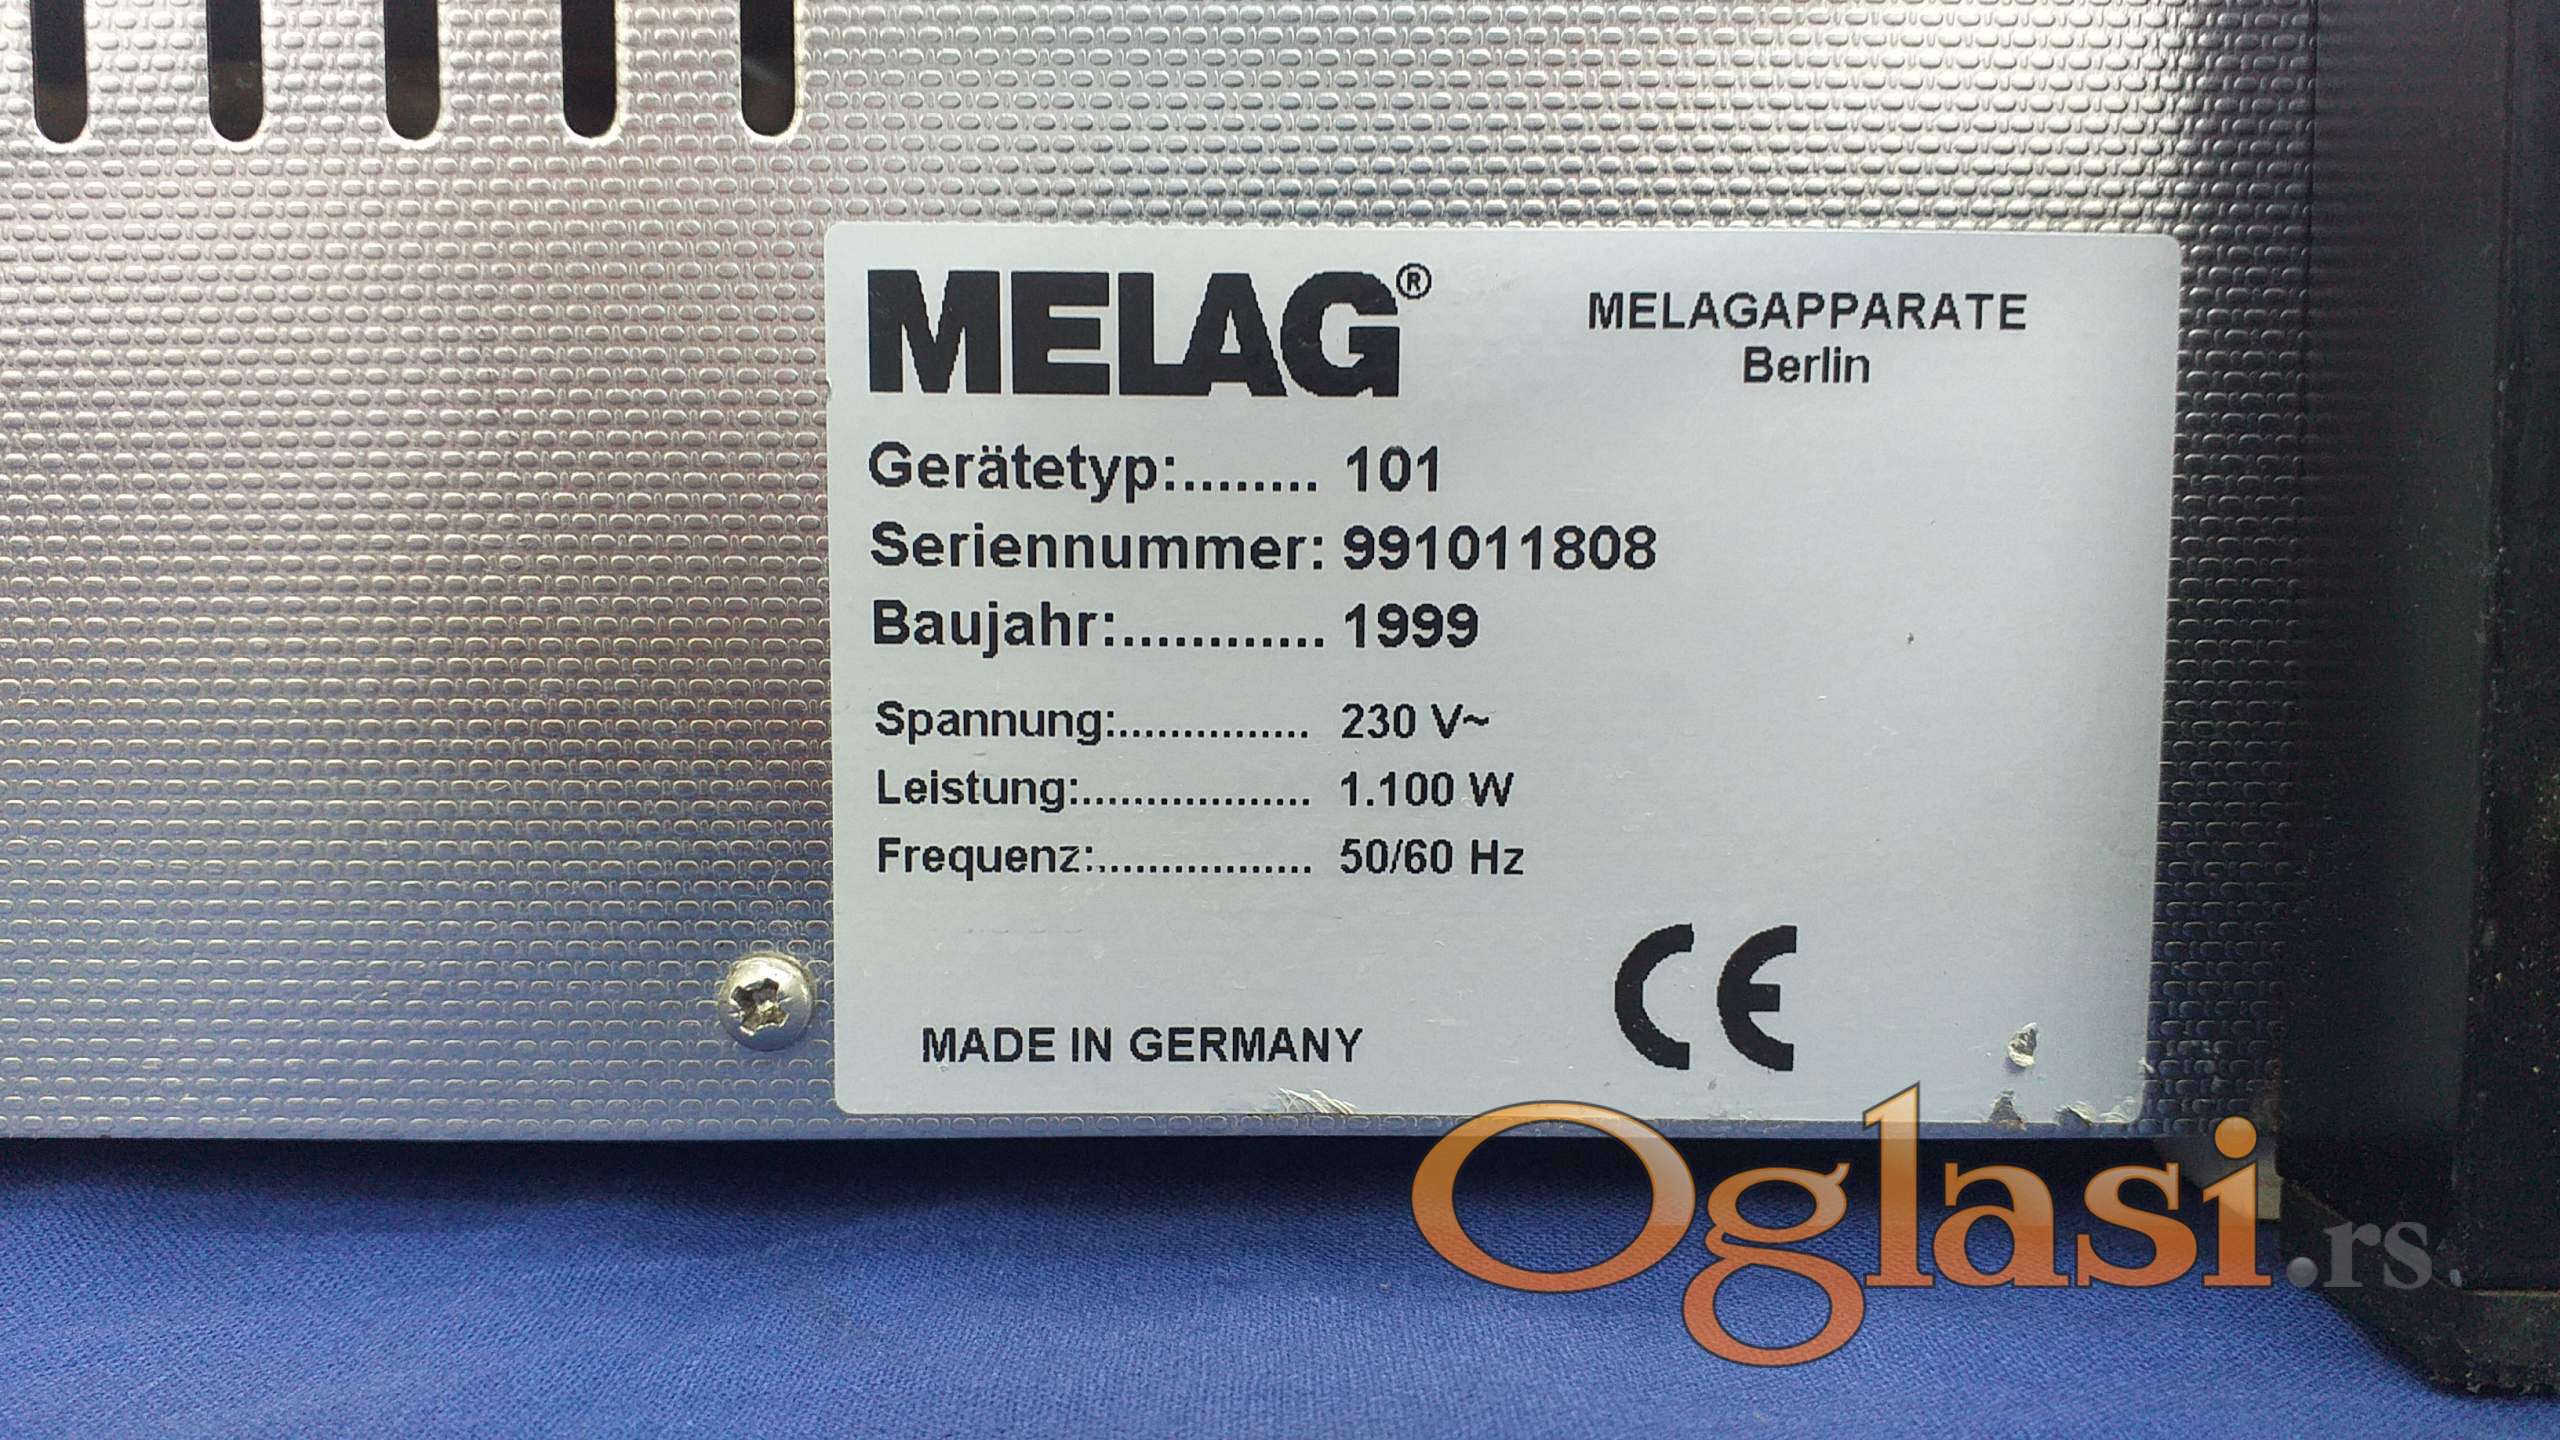 MELAG®
MELAGAPPARATE
Berlin
Gerätetyp:........ 101
Seriennummer: 991011808
Baujahr:............ 1999
Spannung:................ 230 V~
Leistung:................... 1.100 W
Frequenz:.................. 50/60 Hz
MADE IN GERMANY
CE
Oglasi.rs